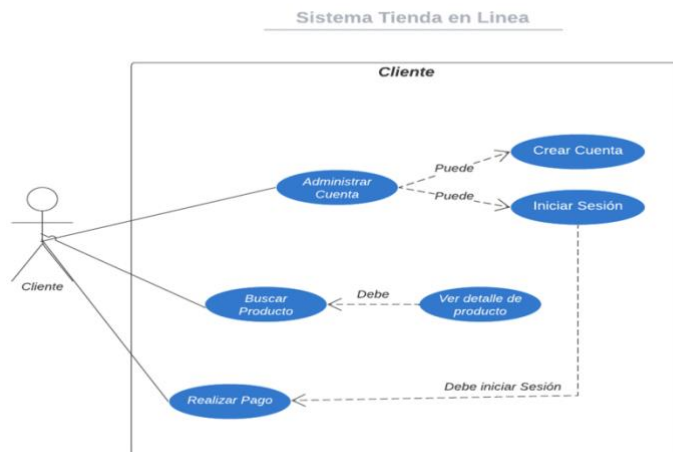 Sistema Tienda en Linea
Cliente
Crear Cuenta
Puede
Administrar
Cuenta
Puede
Iniciar Sesión
Cliente
Buscar
Producto
Debe
Ver detalle de
producto
Debe iniciar Sesión
Realizar Pago